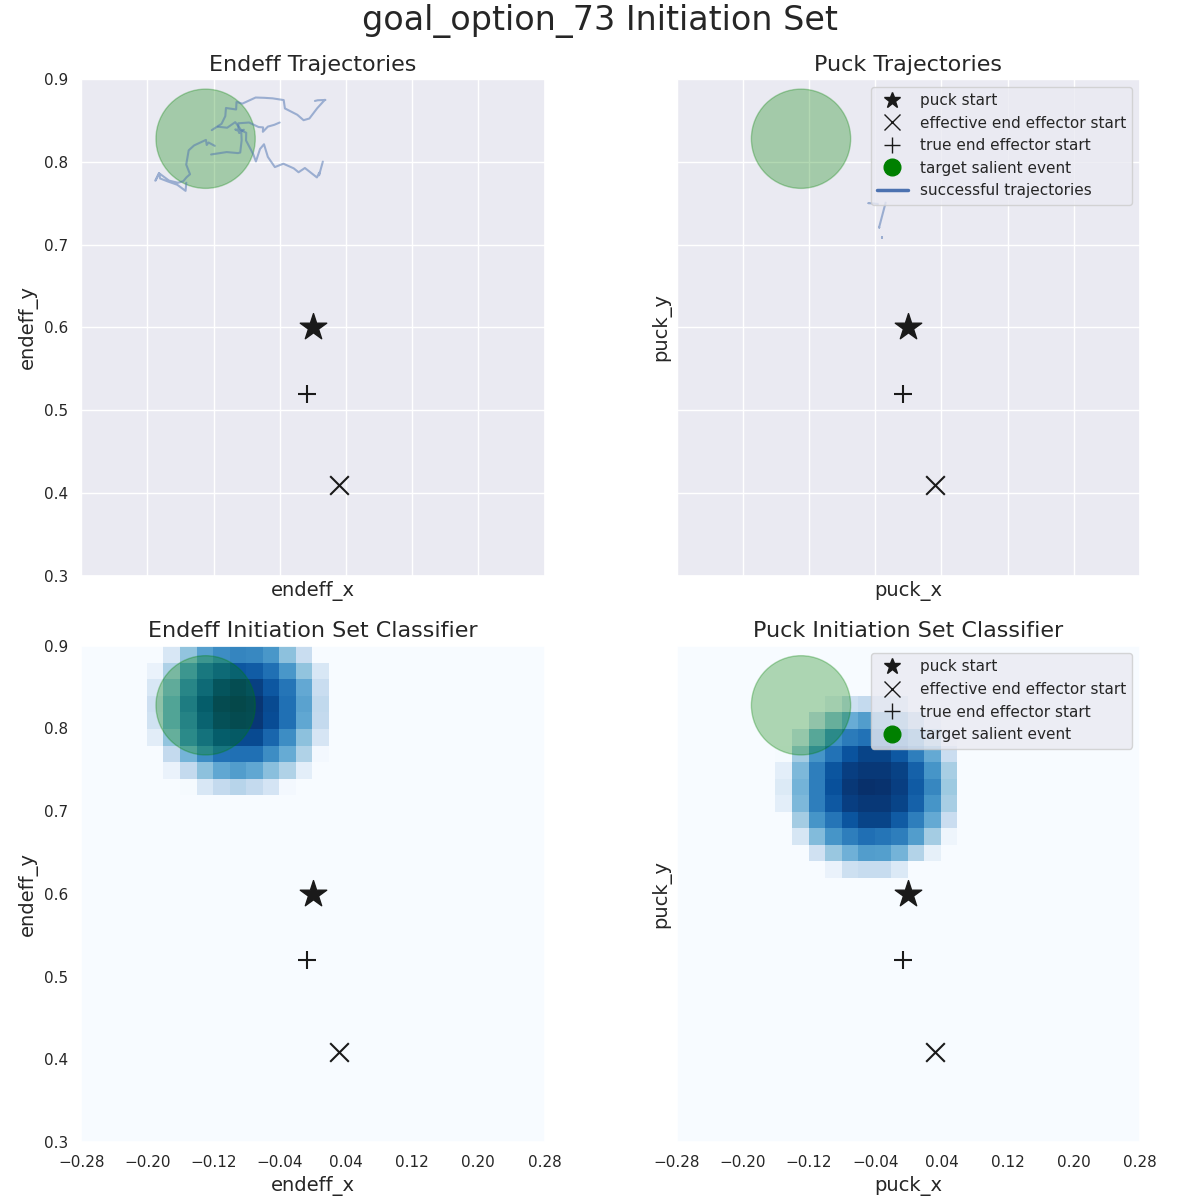 goal_option_73 Initiation Set
Endeff Trajectories
0.9
0.8
0.7
0.6
0.5
0.4
0.3
endeff_y
endeff_x
Puck Trajectories
puck start
effective end effector start
true end effector start
target salient event
successful trajectories
puck_y
puck_x
Endeff Initiation Set Classifier
0.9
0.8
0.7
0.6
0.5
0.4
0.3
endeff_y
−0.28 −0.20 −0.12 −0.04 0.04 0.12 0.20 0.28
endeff_x
Puck Initiation Set Classifier
puck start
effective end effector start
true end effector start
target salient event
puck_y
−0.28 −0.20 −0.12 −0.04 0.04 0.12 0.20 0.28
puck_x